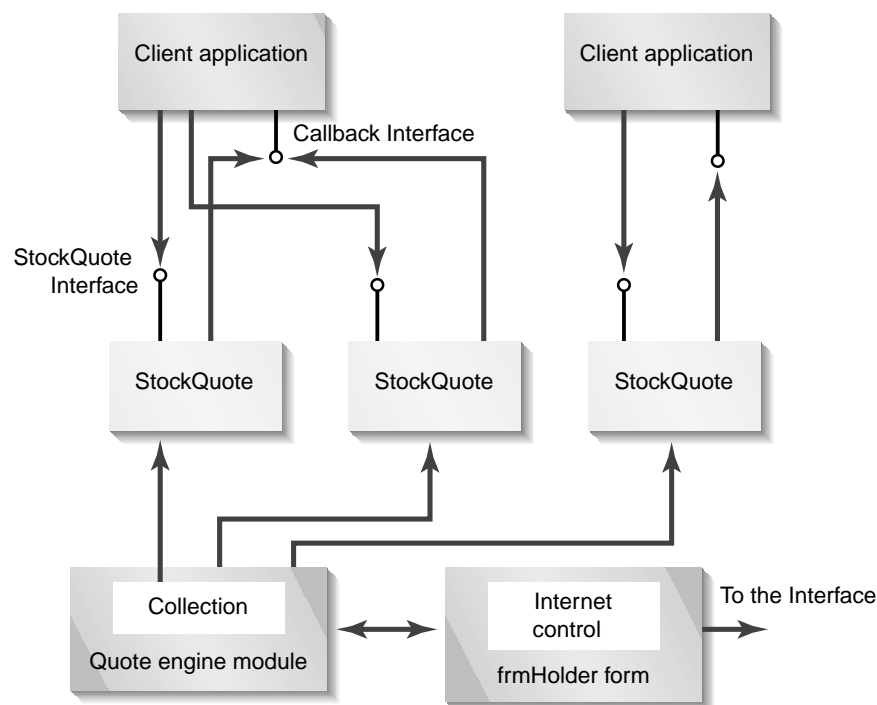 Client application
Client application
Callback Interface
StockQuote
Interface
StockQuote
StockQuote
StockQuote
Collection
Quote engine module
Internet
control
frmHolder form
To the Interface